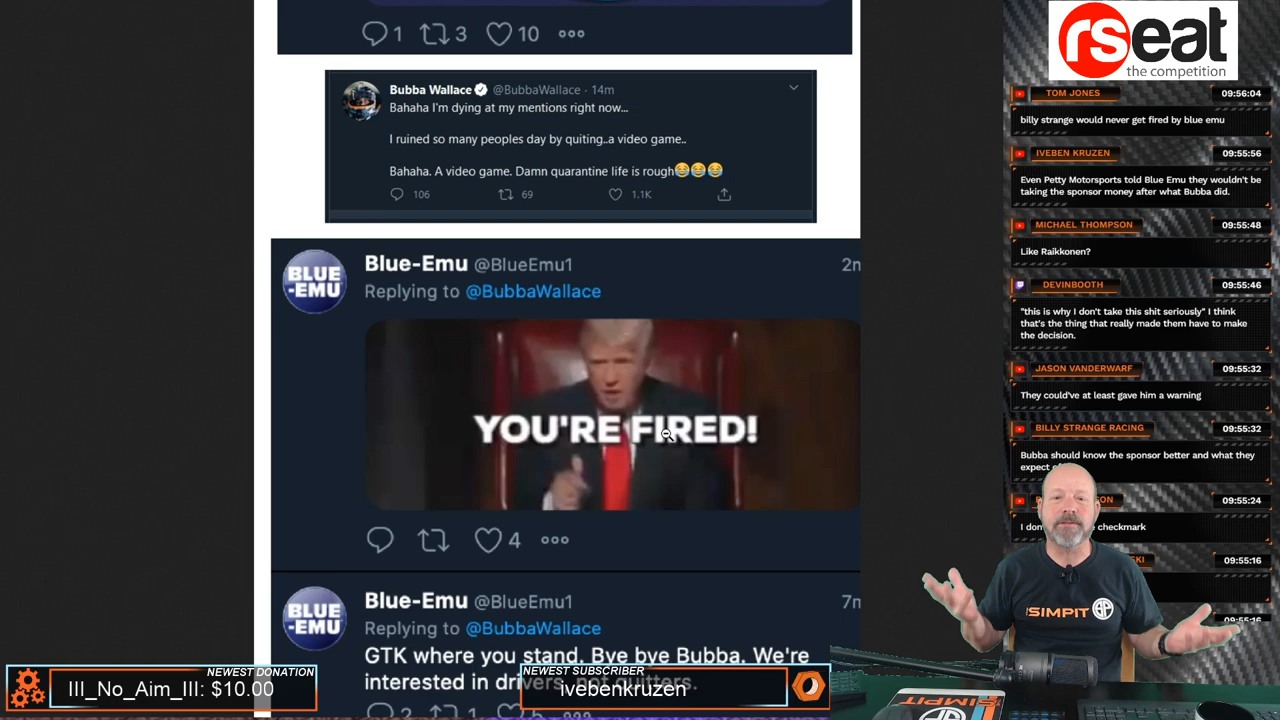 1 3 10
Bubba Wallace @BubbaWallace · 14m
Bahaha I'm dying at my mentions right now...
I ruined so many peoples day by quiting..a video game..
Bahaha. A video game. Damn quarantine life is rough😂😂😂
106 69 1.1K
BLUE
-EMU
Blue-Emu @BlueEmu1
Replying to @BubbaWallace
YOU'RE FIRED!
4
BLUE
-EMU
Blue-Emu @BlueEmu1 7m
Replying to @BubbaWallace
GTK where you stand. Bye bye Bubba. We're
interested in
NEWEST DONATION
III_No_Aim_III: $10.00
NEWEST SUBSCRIBER
ivebenkruzen
rseat
the competition
TOM JONES 09:56:04
billy strange would never get fired by blue emu
IVEBEN KRUZEN 09:55:56
Even Petty Motorsports told Blue Emu they wouldn't be
taking the sponsor money after what Bubba did.
MICHAEL THOMPSON 09:55:48
Like Raikkonen?
DEVINBOOTH 09:55:46
"this is why I don't take this shit seriously" I think
that's the thing that really made them have to make
the decision.
JASON VANDERWARF 09:55:32
They could've at least gave him a warning
BILLY STRANGE RACING 09:55:32
Bubba should know the sponsor better and what they
expect
09:55:24
checkmark
09:55:16
SIMPIT
SIMPIT